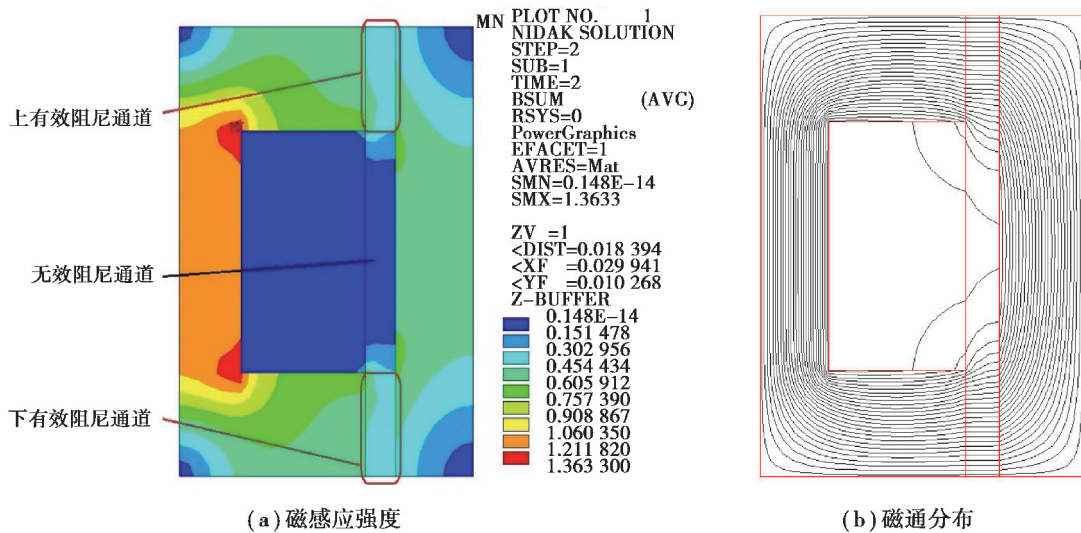 MN
PLOT NO. 1
NIDAK SOLUTION
STEP=2
SUB=1
TIME=2
BSUM (AVG)
RSYS=0
PowerGraphics
EFACET=1
AVRES=Mat
SMN=0.148E-14
SMX=1.3633
ZV =1
<DIST=0.018 394
<XF =0.029 941
<YF =0.010 268
Z-BUFFER
0.148E-14
0.151 478
0.302 956
0.454 434
0.605 912
0.757 390
0.908 867
1.060 350
1.211 820
1.363 300
上有效阻尼通道
无效阻尼通道
下有效阻尼通道
(a)磁感应强度
(b)磁通分布